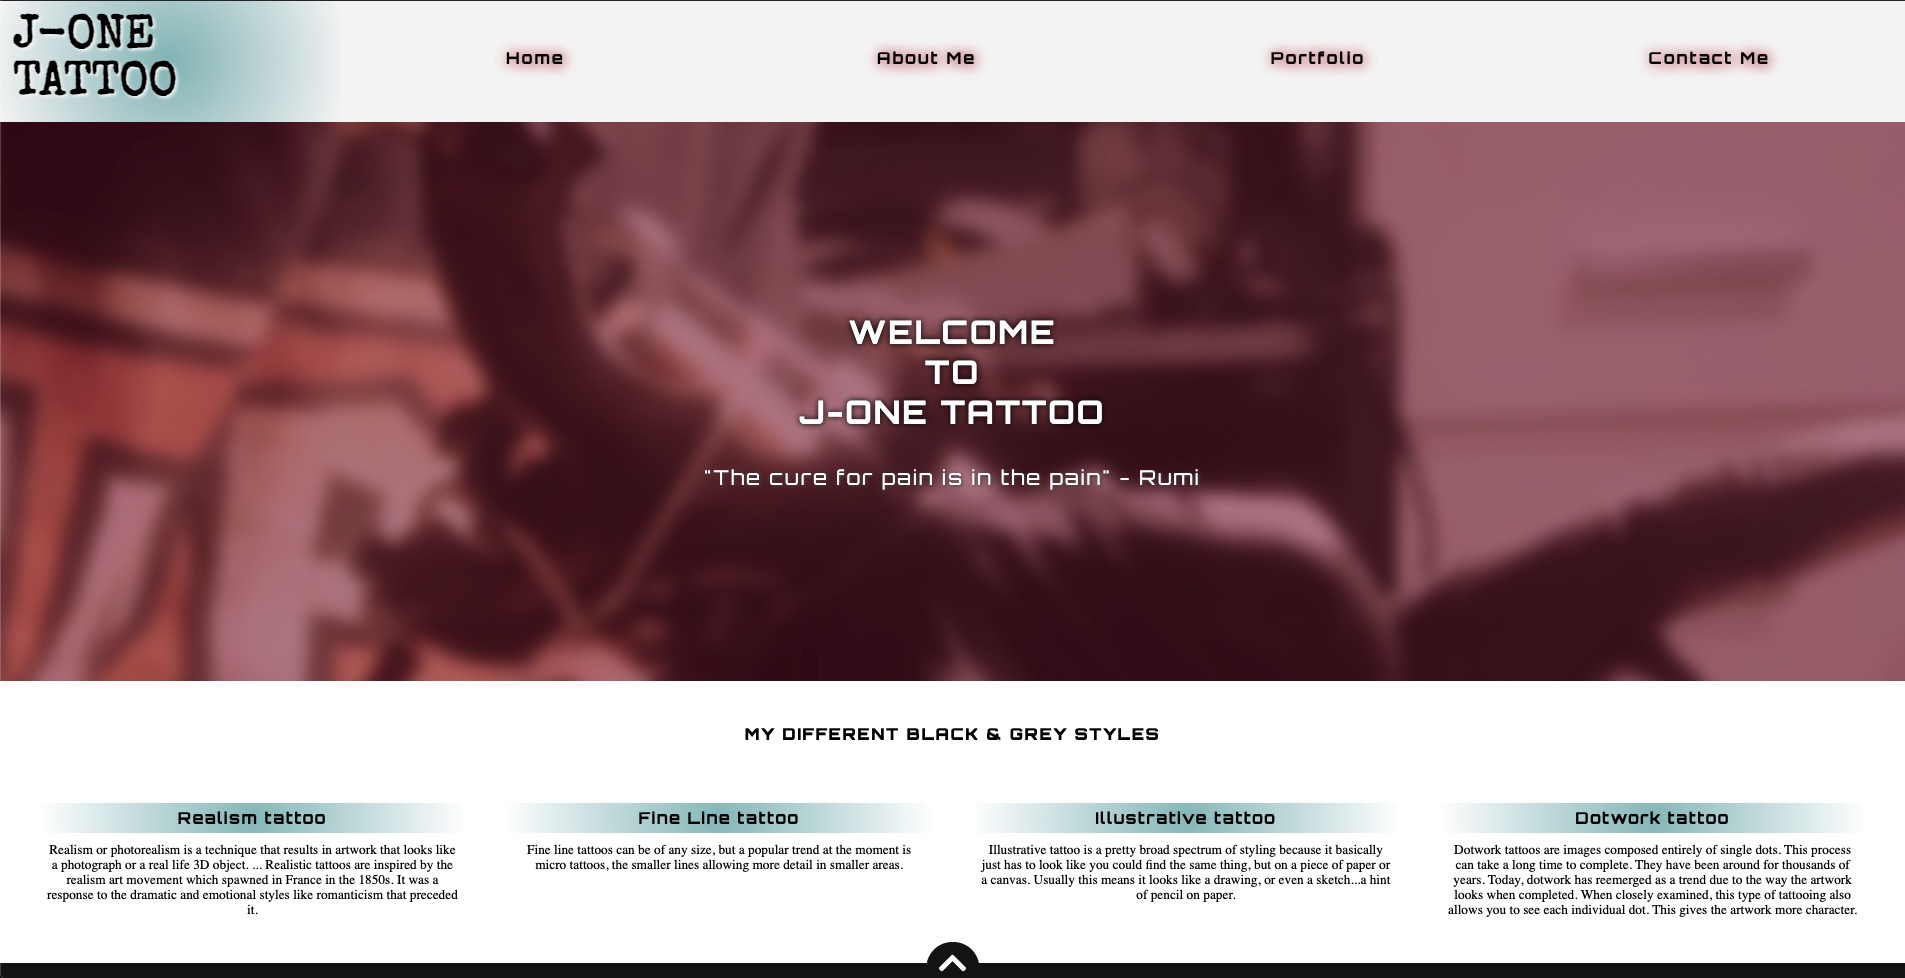 J-ONE
TATTOO
Home
About Me
Portfolio
Contact Me
WELCOME
TO
J-ONE TATTOO
"The cure for pain is in the pain" - Rumi
MY DIFFERENT BLACK & GREY STYLES
Realism tattoo
Realism or photorealism is a technique that results in artwork that looks like
a photograph or a real life 3D object. ... Realistic tattoos are inspired by the
realism art movement which spawned in France in the 1850s. It was a
response to the dramatic and emotional styles like romanticism that preceded
it.
Fine Line tattoo
Fine line tattoos can be of any size, but a popular trend at the moment is
micro tattoos, the smaller lines allowing more detail in smaller areas.
Illustrative tattoo
Illustrative tattoo is a pretty broad spectrum of styling because it basically
just has to look like you could find the same thing, but on a piece of paper or
a canvas. Usually this means it looks like a drawing, or even a sketch...a hint
of pencil on paper.
Dotwork tattoo
Dotwork tattoos are images composed entirely of single dots. This process
can take a long time to complete. They have been around for thousands of
years. Today, dotwork has reemerged as a trend due to the way the artwork
looks when completed. When closely examined, this type of tattooing also
allows you to see each individual dot. This gives the artwork more character.